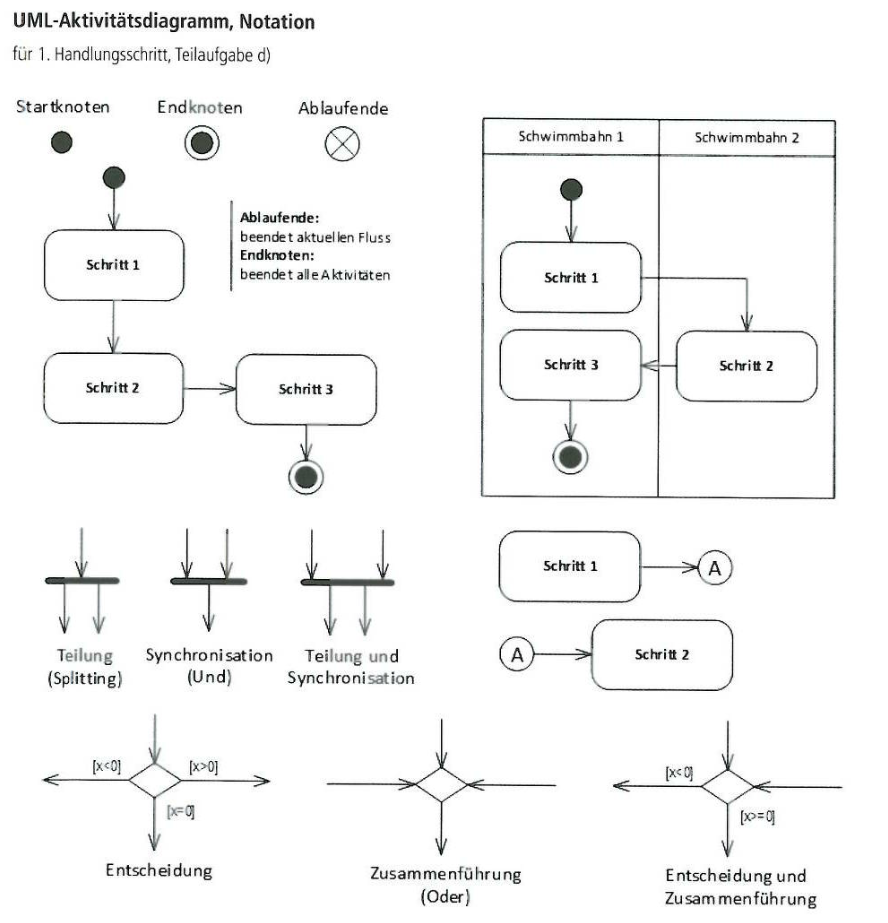 UML-Aktivitätsdiagramm, Notation
für 1. Handlungsschritt, Teilaufgabe d)
Startknoten
Endknoten
Ablaufende
Ablaufende:
beendet aktuellen Fluss
Endknoten:
beendet alle Aktivitäten
Schritt 1
Schritt 2
Schritt 3
Schwimmbahn 1
Schwimmbahn 2
Schritt 1
Schritt 3
Schritt 2
Teilung
(Splitting)
Synchronisation
(Und)
Teilung und
Synchronisation
Schritt 1
A
A
Schritt 2
[x<0]
[x>0]
[x=0]
Entscheidung
Zusammenführung
(Oder)
[x<0]
[x>=0]
Entscheidung und
Zusammenführung